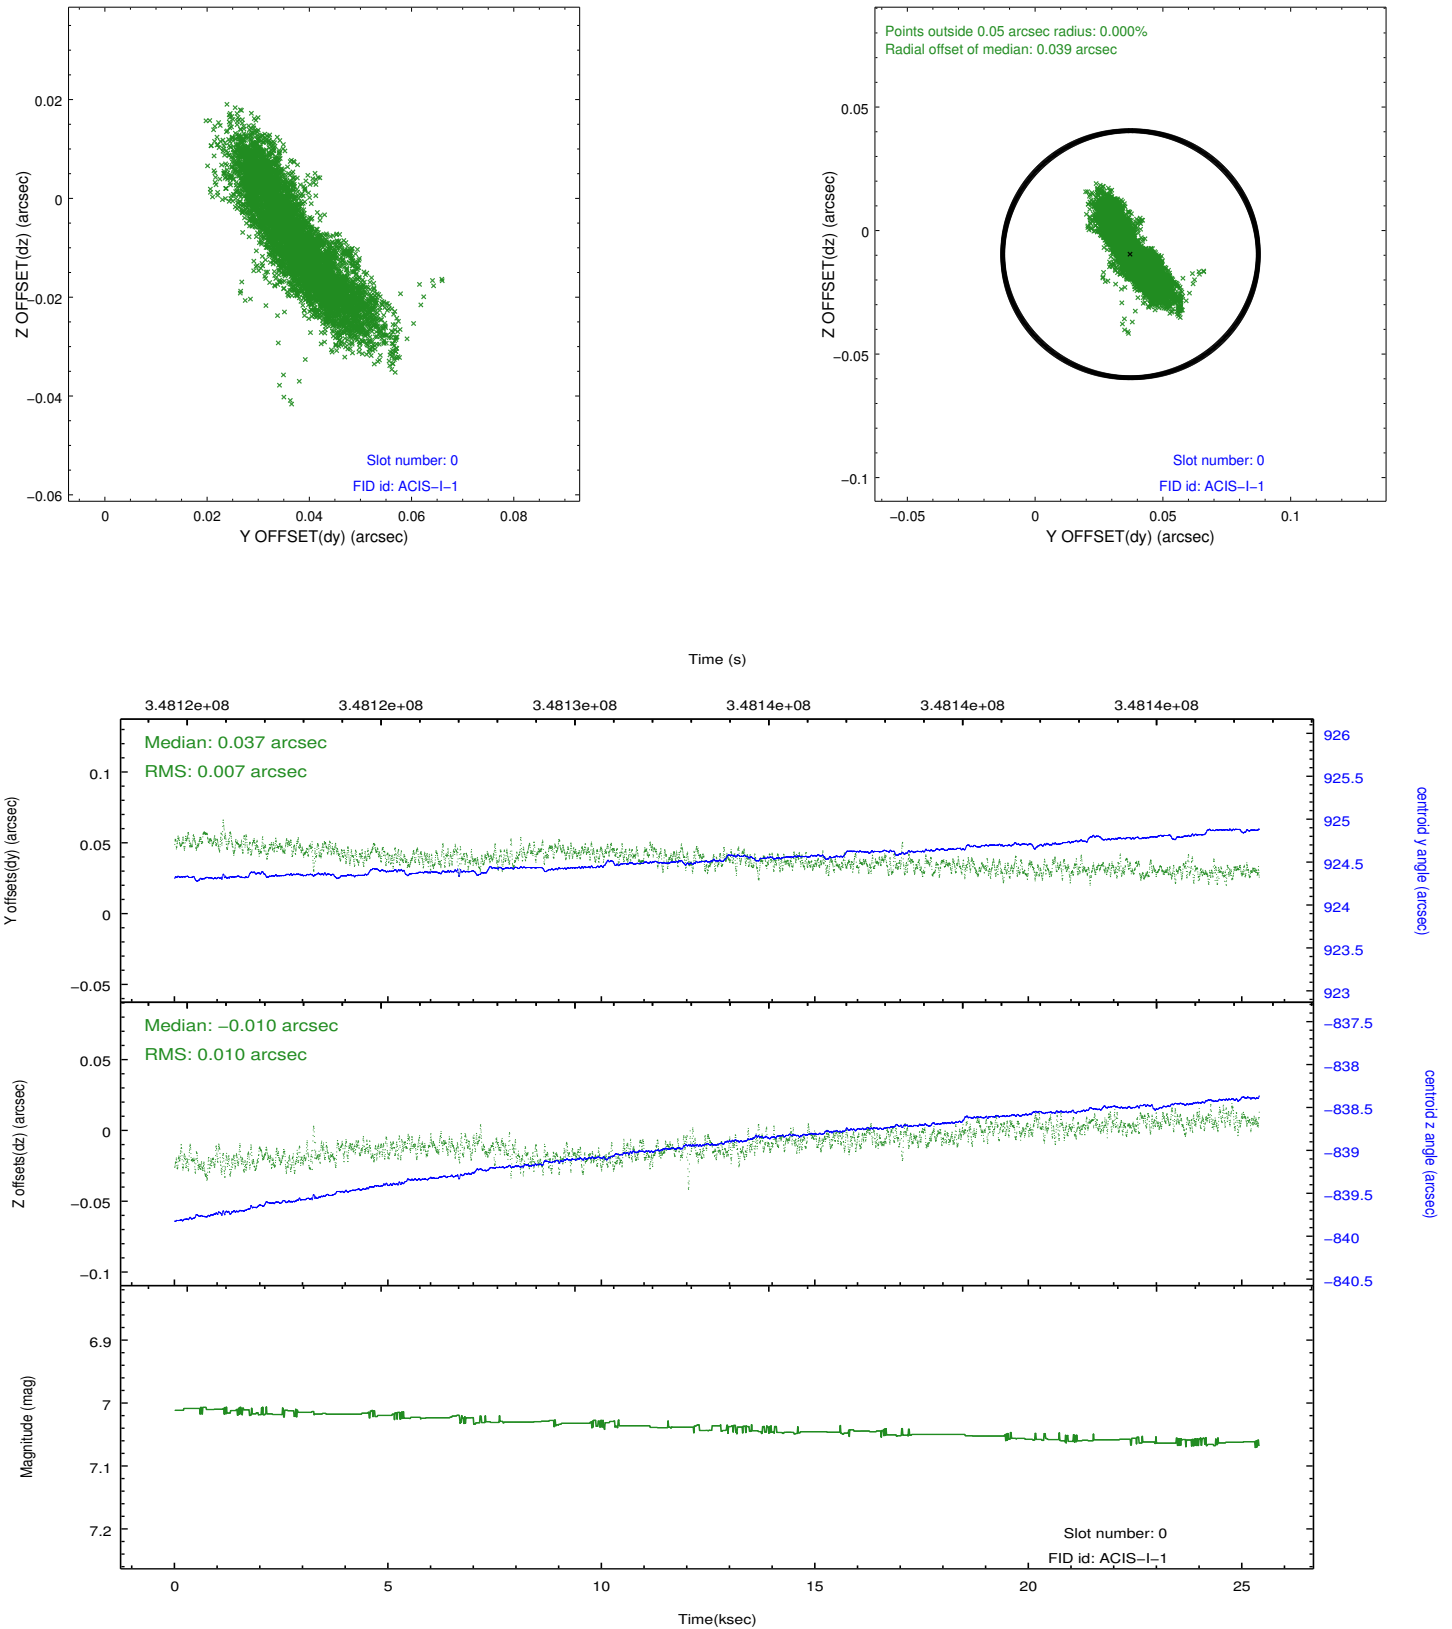 0.02
0
−0.02
−0.04
−0.06
0
0.02
0.04
0.06
0.08
Z OFFSET(dz) (arcsec)
Y OFFSET(dy) (arcsec)
Slot number: 0
FID id: ACIS−I−1
Points outside 0.05 arcsec radius: 0.000%
Radial offset of median: 0.039 arcsec
0.05
0
−0.05
−0.1
−0.05
0
0.05
0.1
Z OFFSET(dz) (arcsec)
Y OFFSET(dy) (arcsec)
Slot number: 0
FID id: ACIS−I−1
Time (s)
3.4812e+08
3.4812e+08
3.4813e+08
3.4814e+08
3.4814e+08
3.4814e+08
Median: 0.037 arcsec
RMS: 0.007 arcsec
0.1
0.05
0
−0.05
Y offsets(dy) (arcsec)
926
925.5
925
924.5
924
923.5
923
centroid y angle (arcsec)
Median: −0.010 arcsec
RMS: 0.010 arcsec
0.05
0
−0.05
−0.1
Z offsets(dz) (arcsec)
−837.5
−838
−838.5
−839
−839.5
−840
−840.5
centroid z angle (arcsec)
6.9
7
7.1
7.2
Magnitude (mag)
Slot number: 0
FID id: ACIS−I−1
0
5
10
15
20
25
Time(ksec)